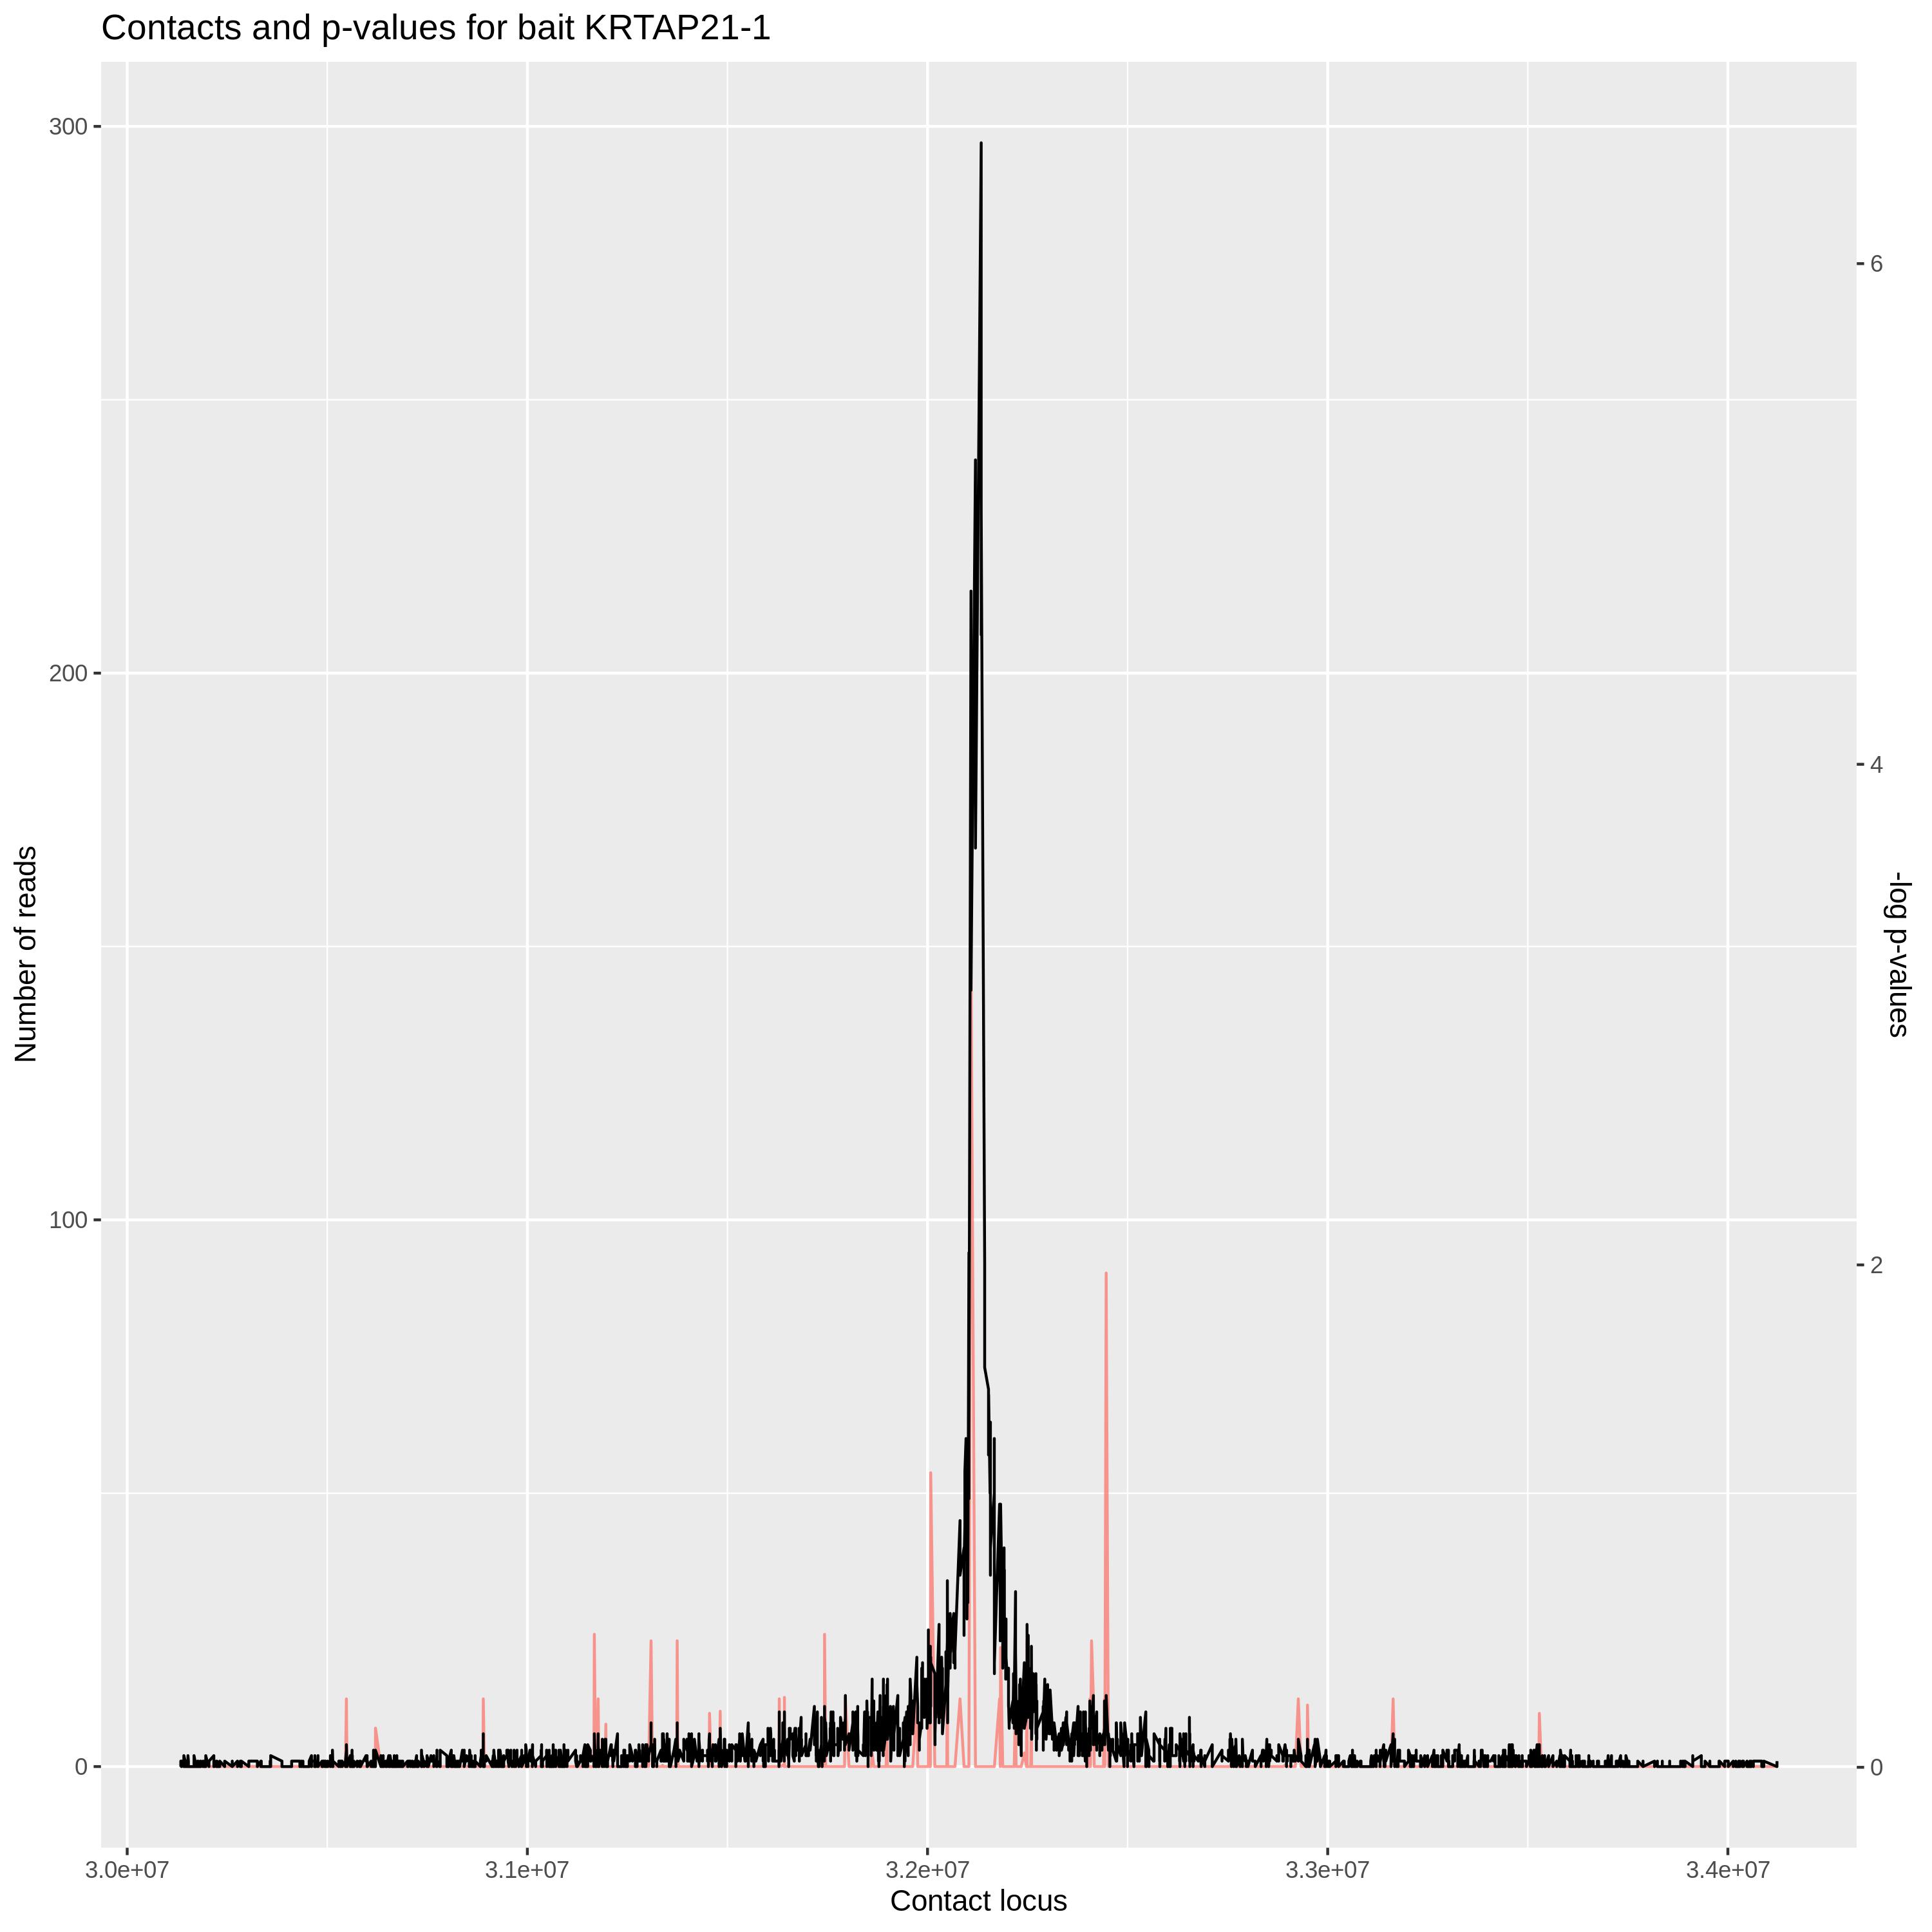 Contacts and p-values for bait KRTAP21-1
300
200
100
0
6
4
2
0
Number of reads
-log p-values
3.0e+07
3.1e+07
3.2e+07
3.3e+07
3.4e+07
Contact locus